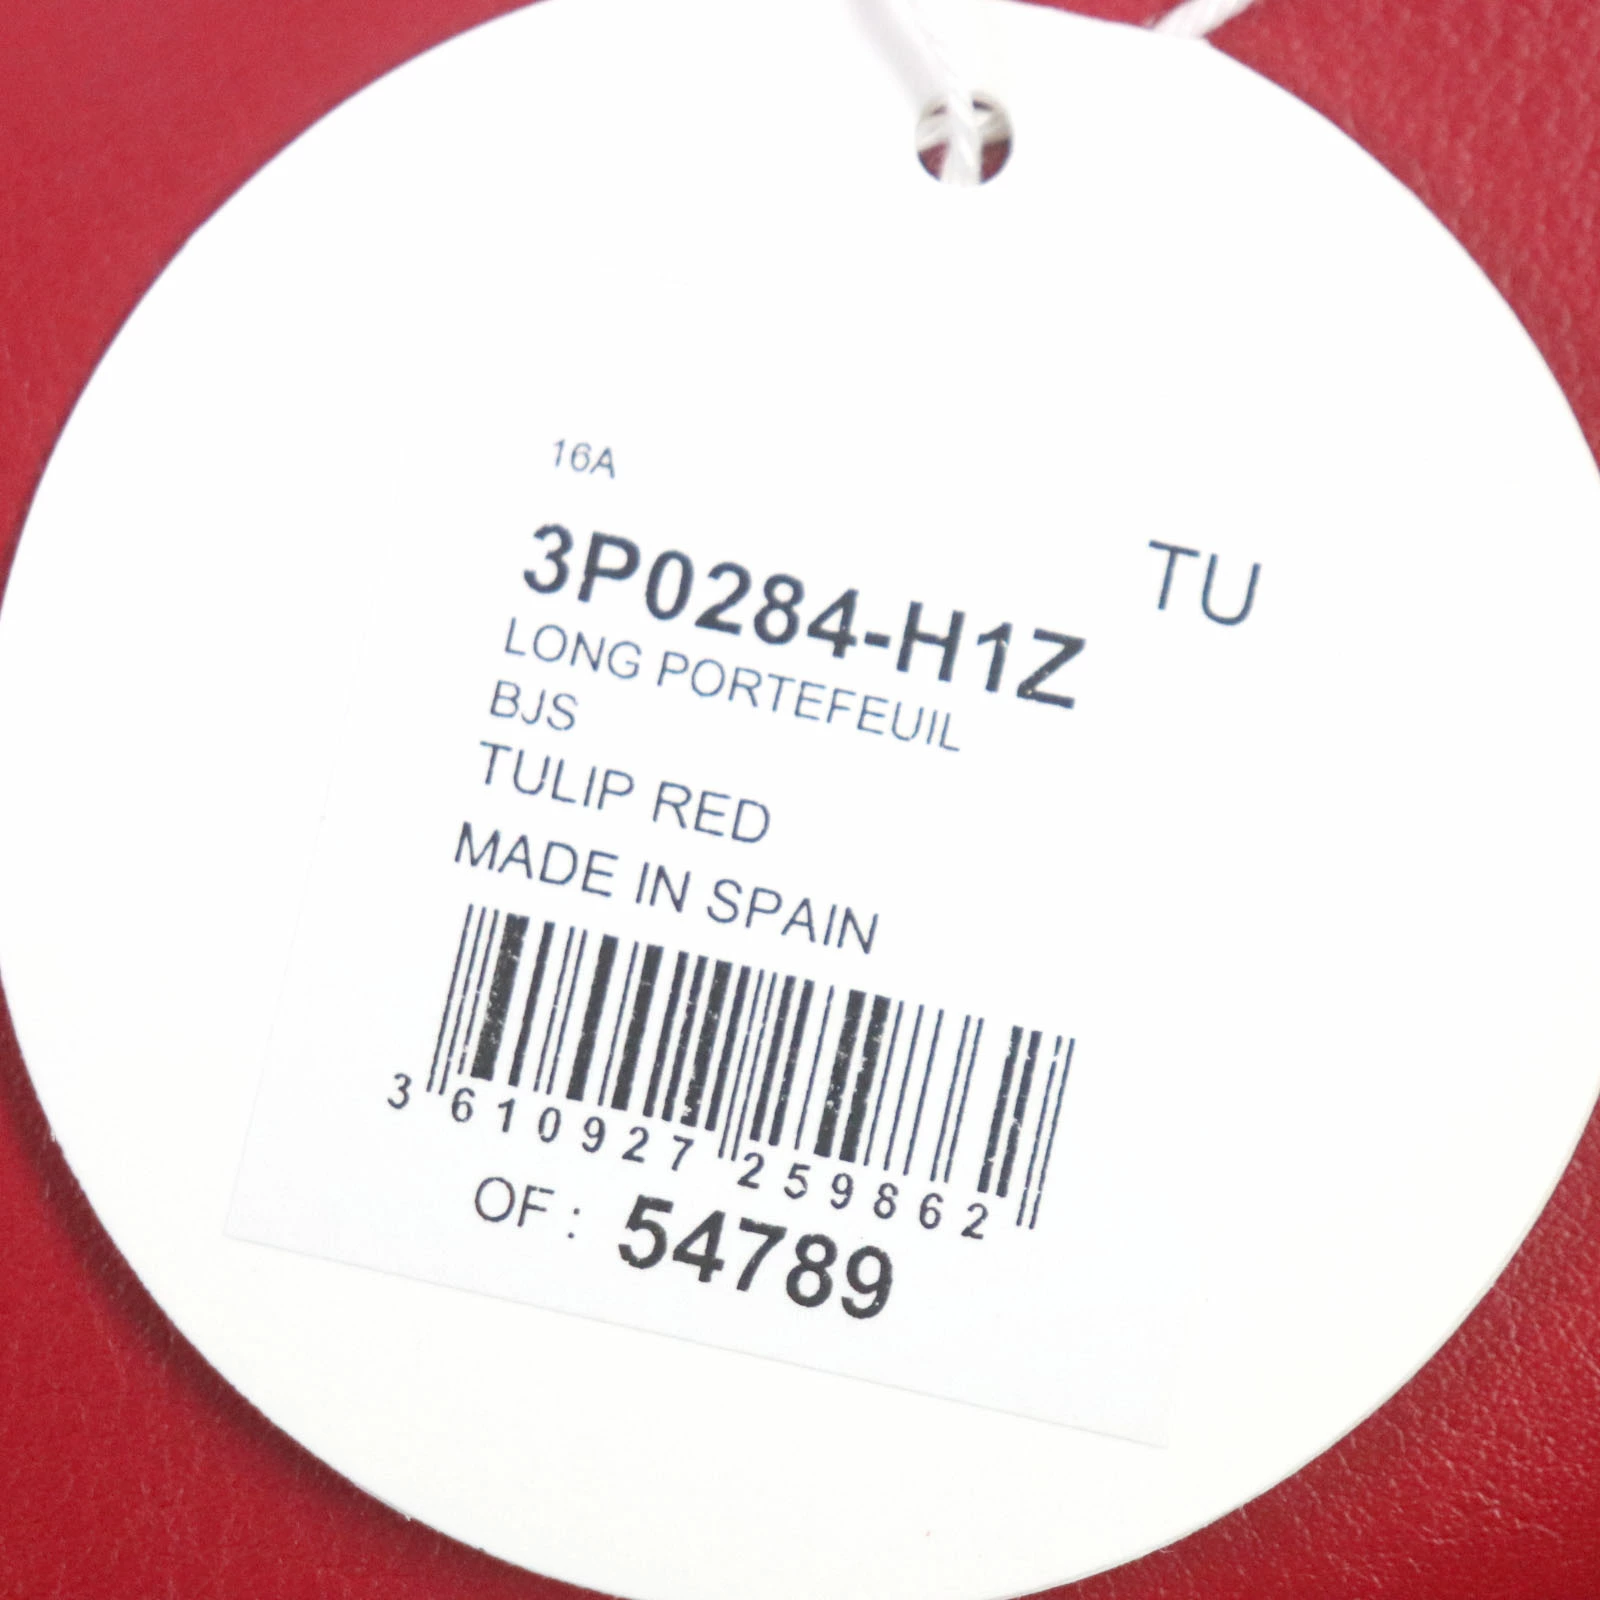 16A
3P0284-H1Z
TU
LONG PORTEFEUIL
BJS
TULIP RED
MADE IN SPAIN
3 610927 259862
OF : 54789